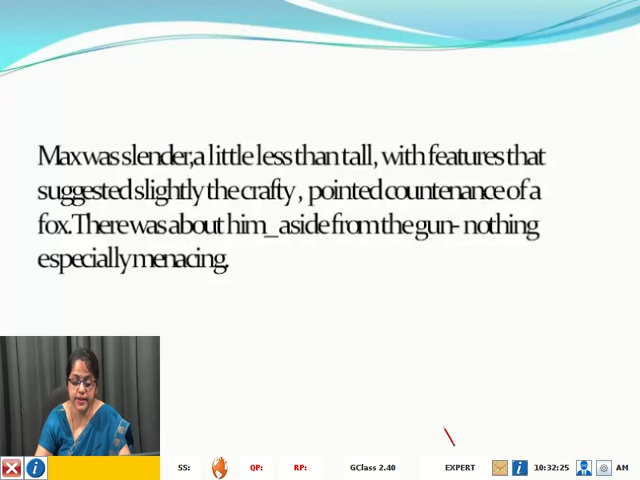 Max was slender,a little less than tall, with features that
suggested slightly the crafty , pointed countenance of a
fox.There was about him_ aside from the gun- nothing
especially menacing.
SS: QP: RP: GClass 2.40 EXPERT 10:32:25 AM